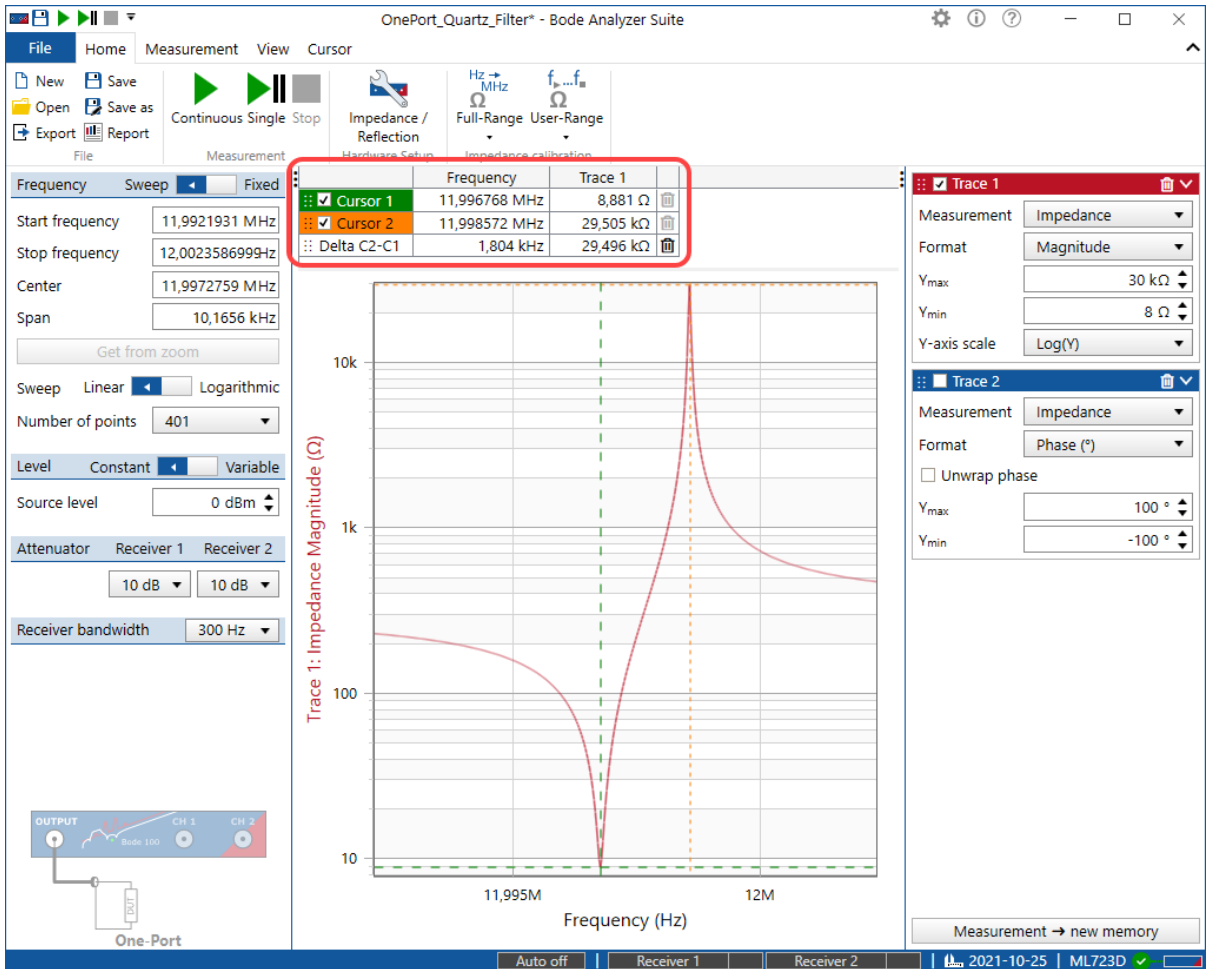 OnePort_Quartz_Filter* - Bode Analyzer Suite
File Home Measurement View Cursor
New Save
Open Save as
Export Report
File
Continuous Single Stop
Measurement
Impedance / Reflection
Hardware Setup
Hz → MHz Ω
Full-Range
f...f Ω
User-Range
Impedance calibration
Frequency Sweep Fixed
Start frequency 11,9921931 MHz
Stop frequency 12,0023586999Hz
Center 11,9972759 MHz
Span 10,1656 kHz
Get from zoom
Sweep Linear Logarithmic
Number of points 401
Level Constant Variable
Source level 0 dBm
Attenuator Receiver 1 Receiver 2
10 dB 10 dB
Receiver bandwidth 300 Hz
OUTPUT CH 1 CH 2
Bode 100
DUT
One-Port
Frequency Trace 1
Cursor 1 11,996768 MHz 8,881 Ω
Cursor 2 11,998572 MHz 29,505 kΩ
Delta C2-C1 1,804 kHz 29,496 kΩ
Trace 1: Impedance Magnitude (Ω)
10k
1k
100
10
11,995M 12M
Frequency (Hz)
Trace 1
Measurement Impedance
Format Magnitude
Ymax 30 kΩ
Ymin 8 Ω
Y-axis scale Log(Y)
Trace 2
Measurement Impedance
Format Phase (°)
Unwrap phase
Ymax 100 °
Ymin -100 °
Measurement → new memory
Auto off Receiver 1 Receiver 2 2021-10-25 ML723D